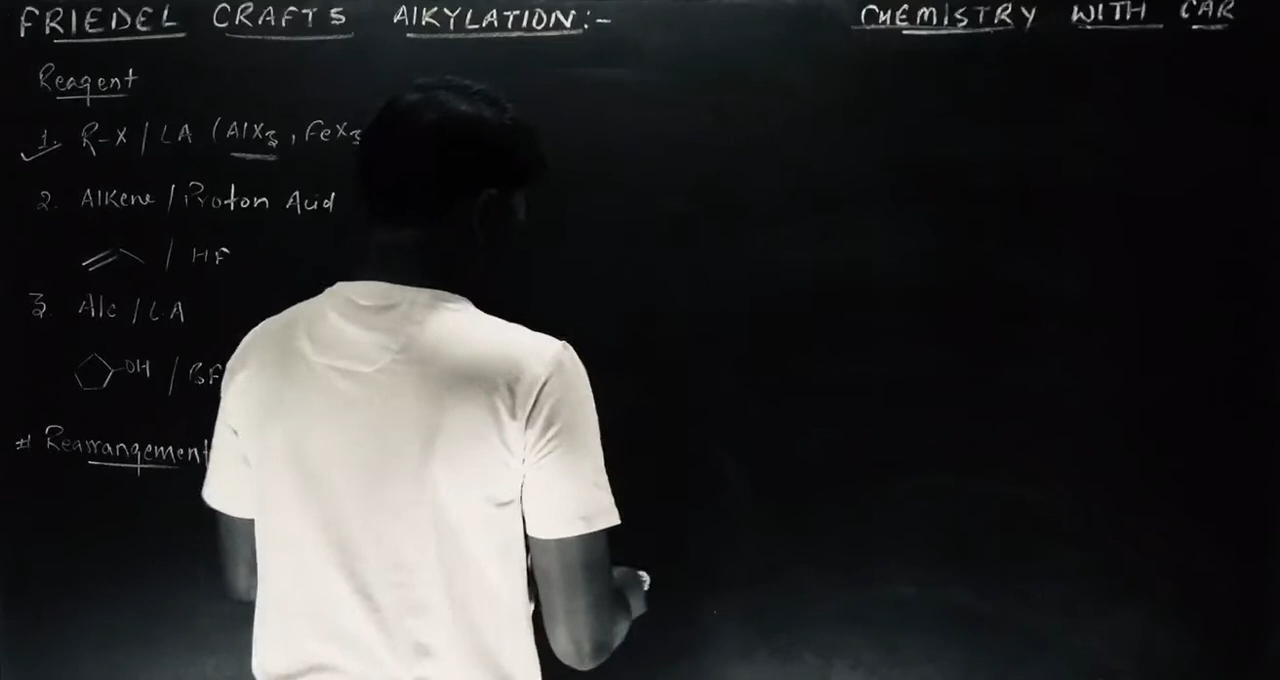 FRIEDEL CRAFTS AlKYLATION:-
CHEMISTRY WITH CAR
Reagent
1. R-X / LA (AlX3, FeX3
2. Alkene / Proton Acid
/ HF
3. Alc / L.A
OH / BF
# Rearrangement